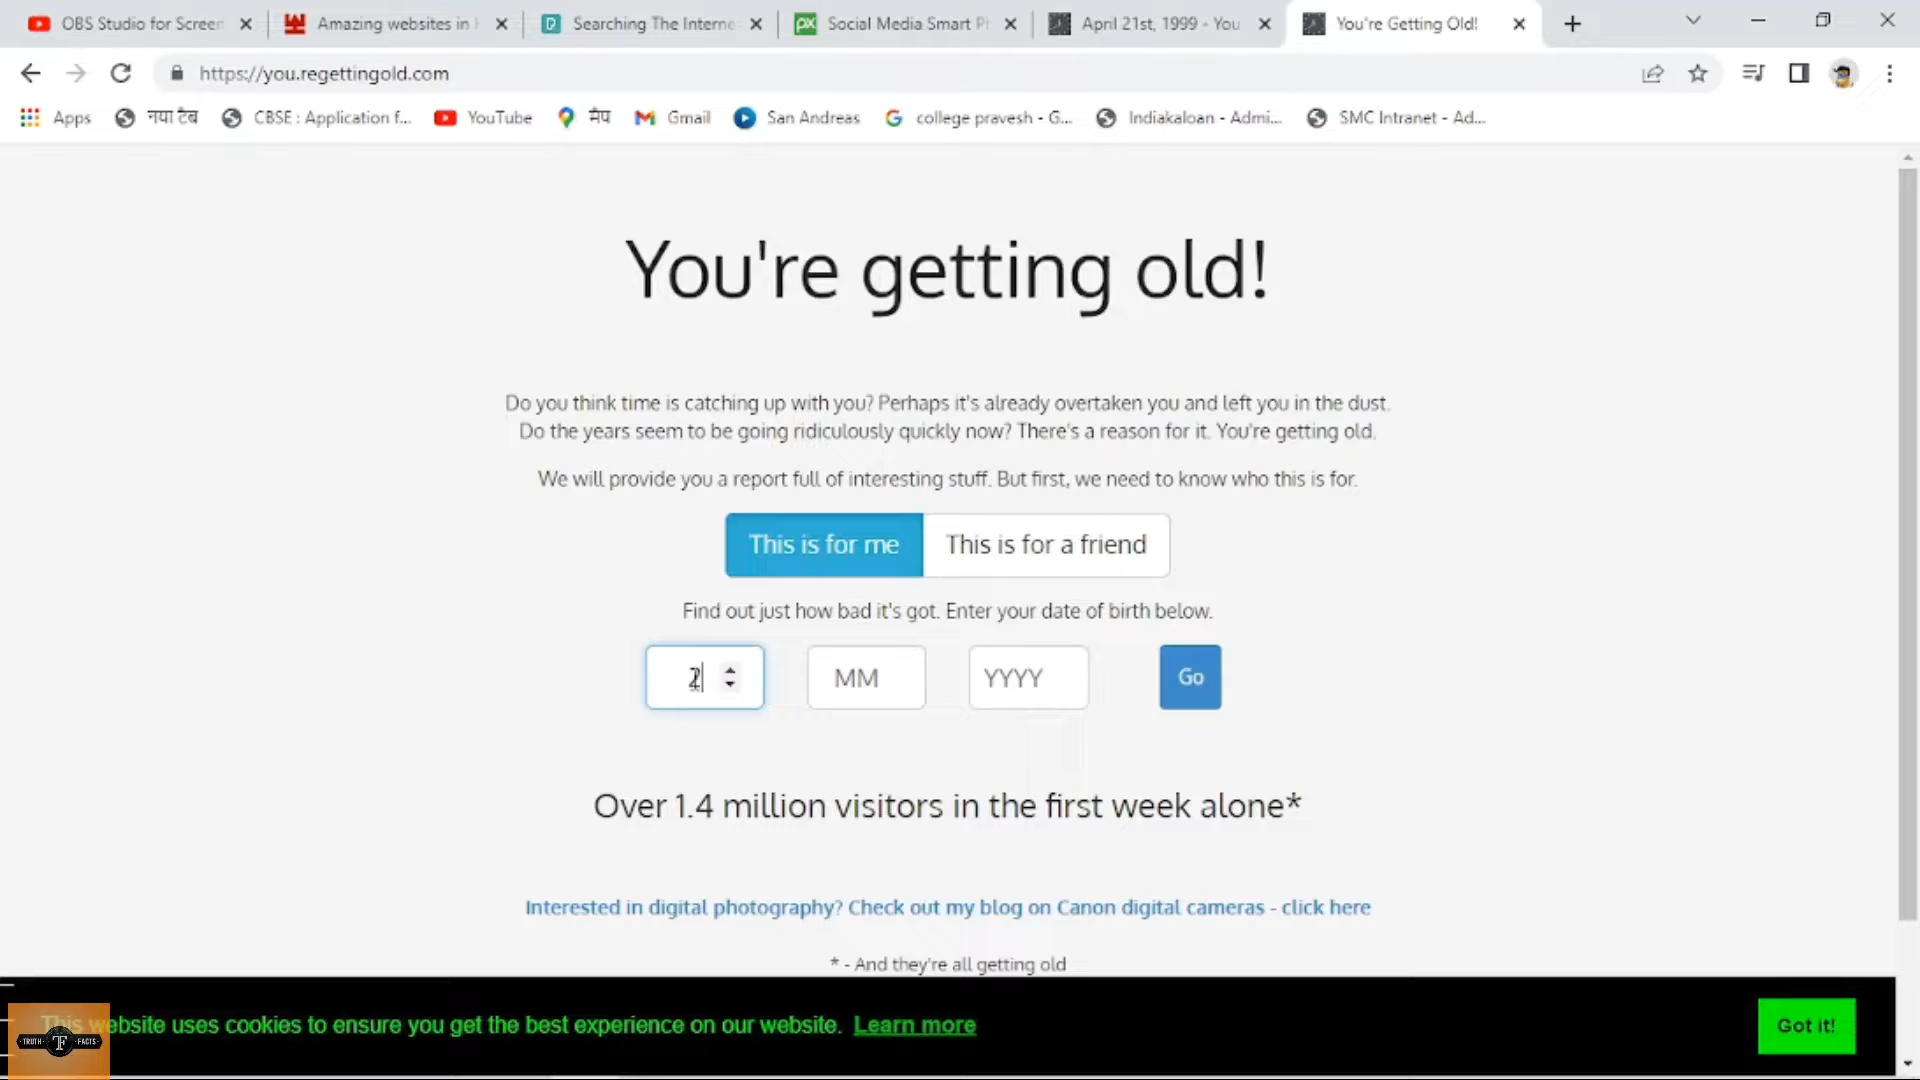 OBS Studio for Screen
Amazing websites in
Searching The Interne
Social Media Smart P
April 21st, 1999 - You
You're Getting Old!
https://you.regettingold.com
Apps
नया टैब
CBSE : Application f...
YouTube
मैप
Gmail
San Andreas
college pravesh - G...
Indiakaloan - Admi...
SMC Intranet - Ad...
You're getting old!
Do you think time is catching up with you? Perhaps it's already overtaken you and left you in the dust.
Do the years seem to be going ridiculously quickly now? There's a reason for it. You're getting old.
We will provide you a report full of interesting stuff. But first, we need to know who this is for.
This is for me
This is for a friend
Find out just how bad it's got. Enter your date of birth below.
2
MM
YYYY
Go
Over 1.4 million visitors in the first week alone*
Interested in digital photography? Check out my blog on Canon digital cameras - click here
* - And they're all getting old
This website uses cookies to ensure you get the best experience on our website. Learn more
Got it!
TRUTH TF FACTS